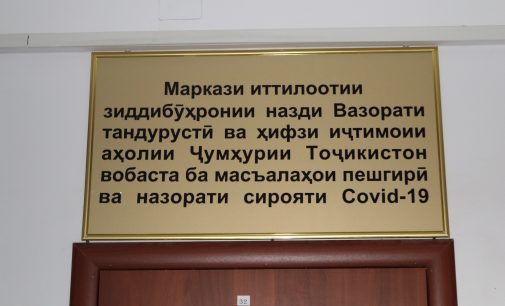 Маркази иттилоотии
зиддибӯҳронии назди Вазорати
тандурустӣ ва ҳифзи иҷтимоии
аҳолии Ҷумҳурии Тоҷикистон
вобаста ба масъалаҳои пешгирӣ
ва назорати сирояти Covid-19
32